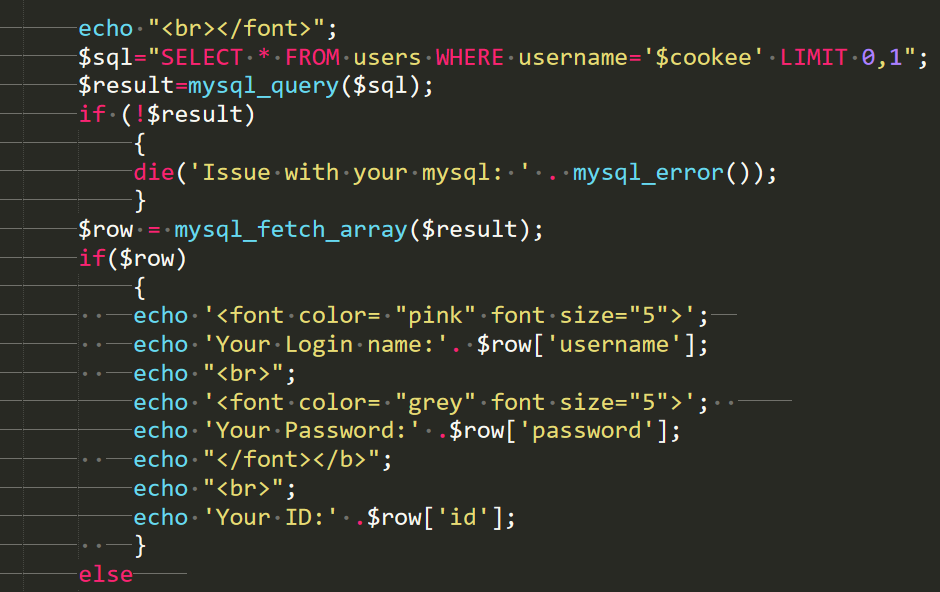 echo "<br></font>";
$sql="SELECT * FROM users WHERE username='$cookee' LIMIT 0,1";
$result=mysql_query($sql);
if (!$result)
{
die('Issue with your mysql: ' . mysql_error());
}
$row = mysql_fetch_array($result);
if($row)
{
echo '<font color= "pink" font size="5">';
echo 'Your Login name:'. $row['username'];
echo "<br>";
echo '<font color= "grey" font size="5">';
echo 'Your Password:' .$row['password'];
echo "</font></b>";
echo "<br>";
echo 'Your ID:' .$row['id'];
}
else